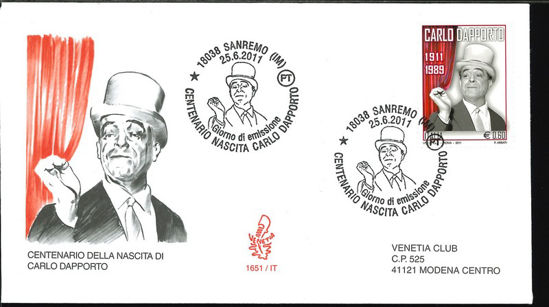 CARLO DAPPORTO
1911
1989
ITALIA
€0,60
18038 SANREMO (IM)
25.6.2011
PT
Giorno di emissione
CENTENARIO NASCITA CARLO DAPPORTO
18038 SANREMO (IM)
25.6.2011
PT
Giorno di emissione
CENTENARIO NASCITA CARLO DAPPORTO
CENTENARIO DELLA NASCITA DI
CARLO DAPPORTO
1651 / IT
VENETIA CLUB
C.P. 525
41121 MODENA CENTRO